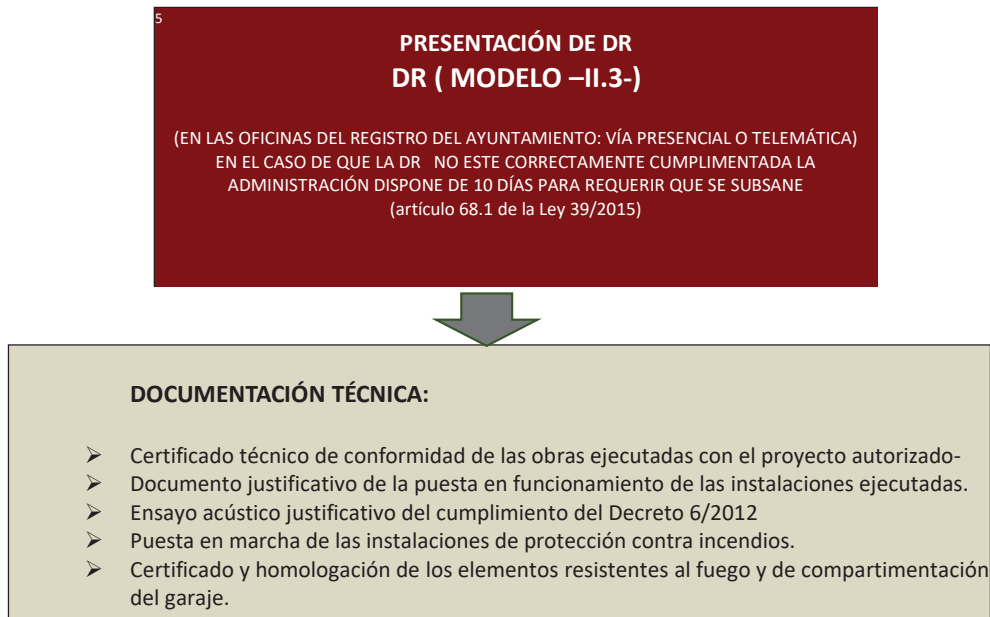 5
PRESENTACIÓN DE DR
DR ( MODELO –II.3-)
(EN LAS OFICINAS DEL REGISTRO DEL AYUNTAMIENTO: VÍA PRESENCIAL O TELEMÁTICA)
EN EL CASO DE QUE LA DR NO ESTE CORRECTAMENTE CUMPLIMENTADA LA
ADMINISTRACIÓN DISPONE DE 10 DÍAS PARA REQUERIR QUE SE SUBSANE
(artículo 68.1 de la Ley 39/2015)
DOCUMENTACIÓN TÉCNICA:
➢ Certificado técnico de conformidad de las obras ejecutadas con el proyecto autorizado-
➢ Documento justificativo de la puesta en funcionamiento de las instalaciones ejecutadas.
➢ Ensayo acústico justificativo del cumplimiento del Decreto 6/2012
➢ Puesta en marcha de las instalaciones de protección contra incendios.
➢ Certificado y homologación de los elementos resistentes al fuego y de compartimentación
del garaje.